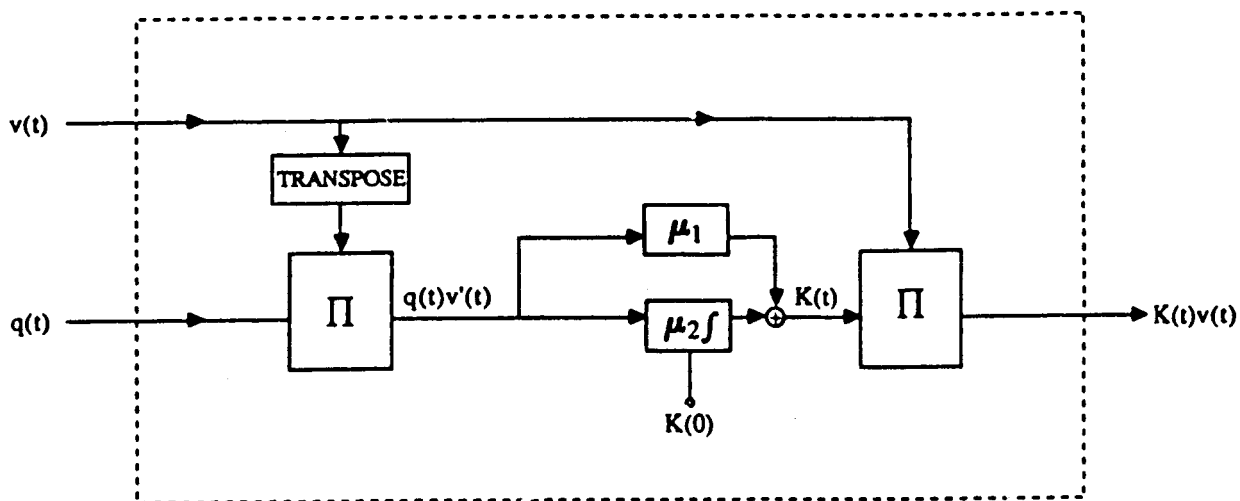 v(t)
TRANSPOSE
μ1
Π
q(t)v'(t)
K(t)
Π
q(t)
μ2∫
K(t)v(t)
K(0)